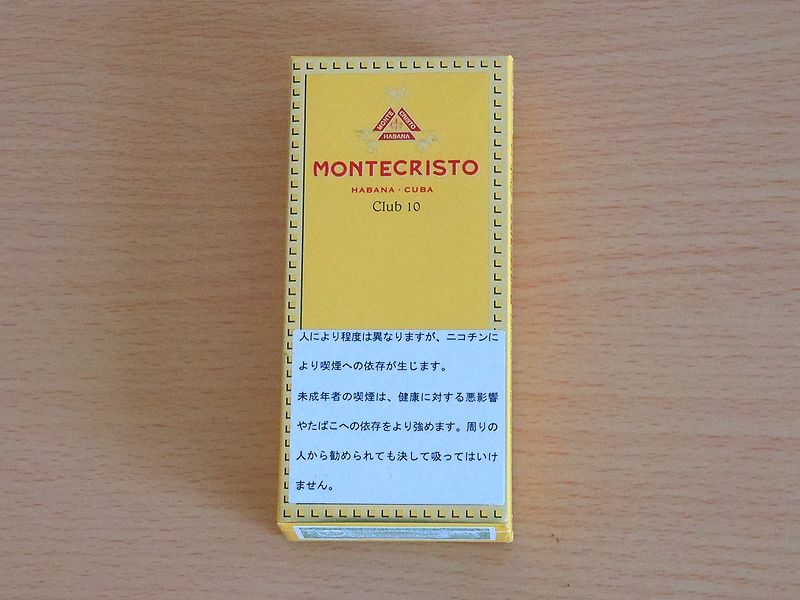 MONTE CRISTO
HABANA
MONTECRISTO
HABANA · CUBA
Club 10
人により程度は異なりますが、ニコチンに
より喫煙への依存が生じます。
未成年者の喫煙は、健康に対する悪影響
やたばこへの依存をより強めます。周りの
人から勧められても決して吸ってはいけ
ません。